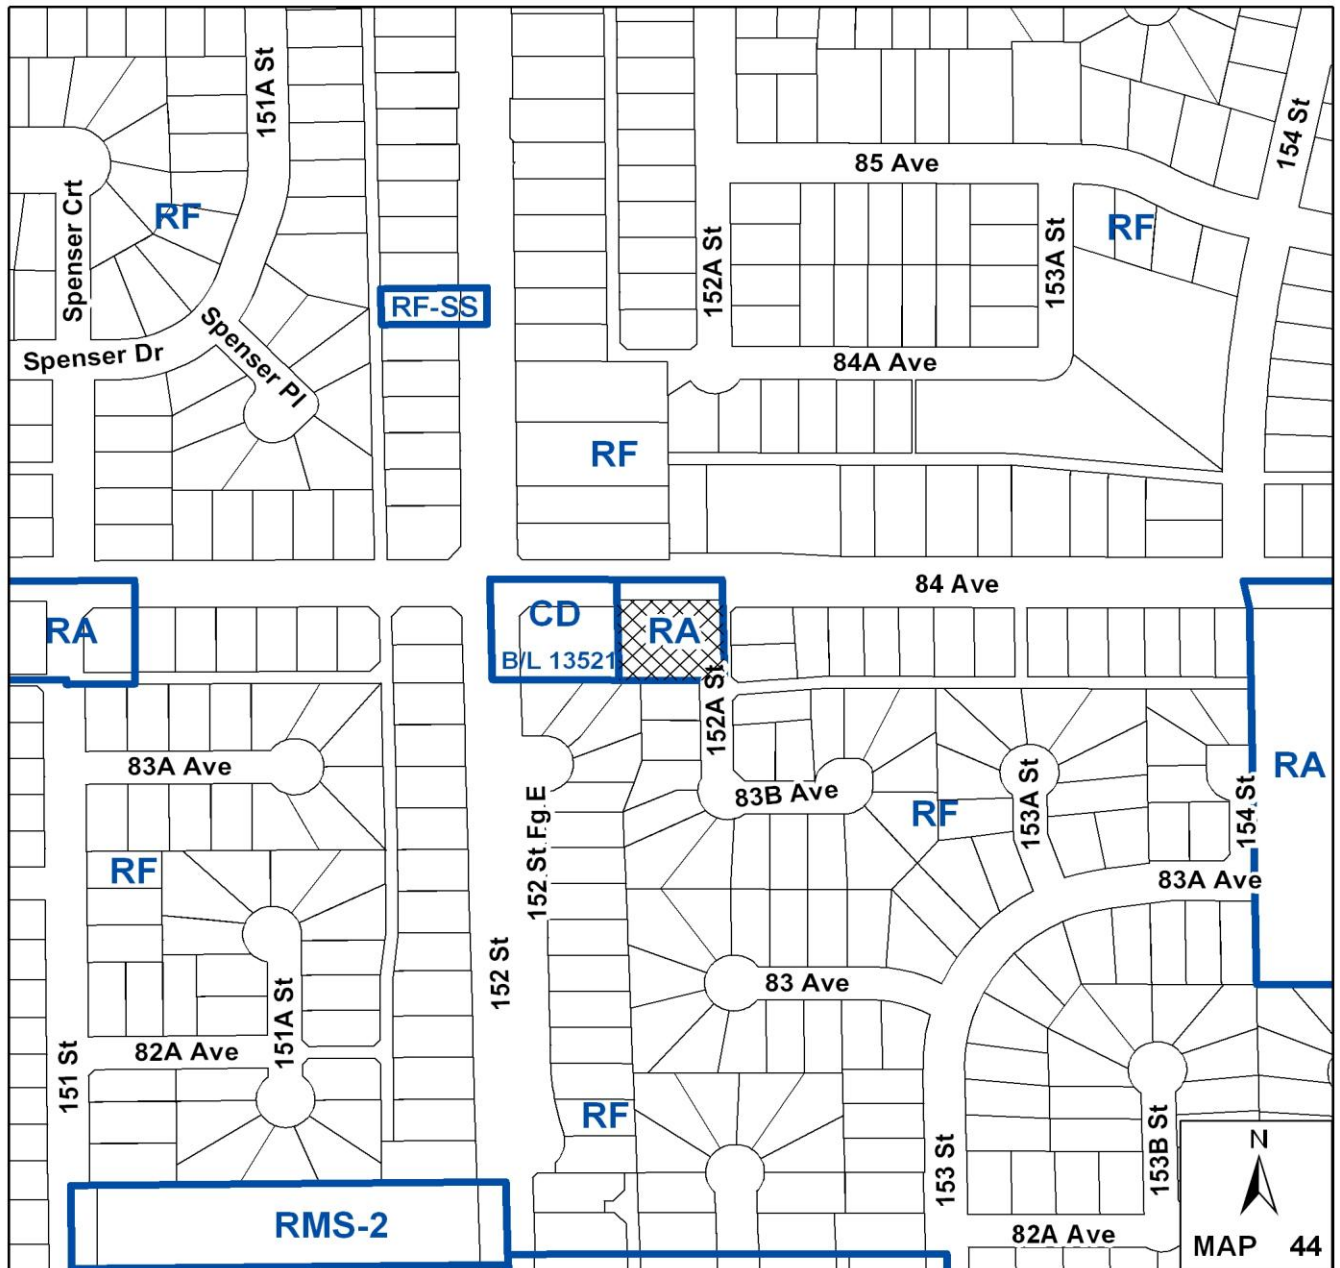 151A St
154 St
85 Ave
Spenser Crt
RF
152A St
153A St
RF
RF-SS
Spenser Dr
Spenser Pl
84A Ave
RF
84 Ave
RA
CD
B/L 13521
RA
152A St
83A Ave
83B Ave
RA
152 St Fg E
RF
153A St
154 St
RF
83A Ave
152 St
83 Ave
151A St
82A Ave
151 St
RF
153 St
153B St
N
RMS-2
82A Ave
MAP 44